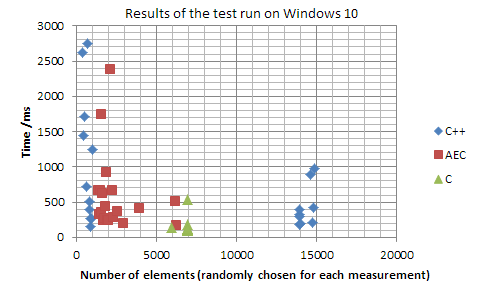 Results of the test run on Windows 10
Time /ms
3000
2500
2000
1500
1000
500
0
0 5000 10000 15000 20000
Number of elements (randomly chosen for each measurement)
C++
AEC
C